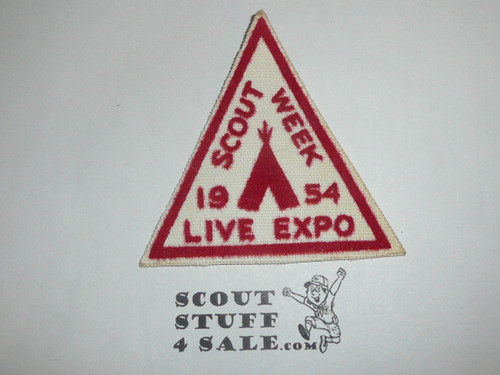 SCOUT WEEK
19 54
LIVE EXPO
SCOUT
STUFF
4 SALE.com